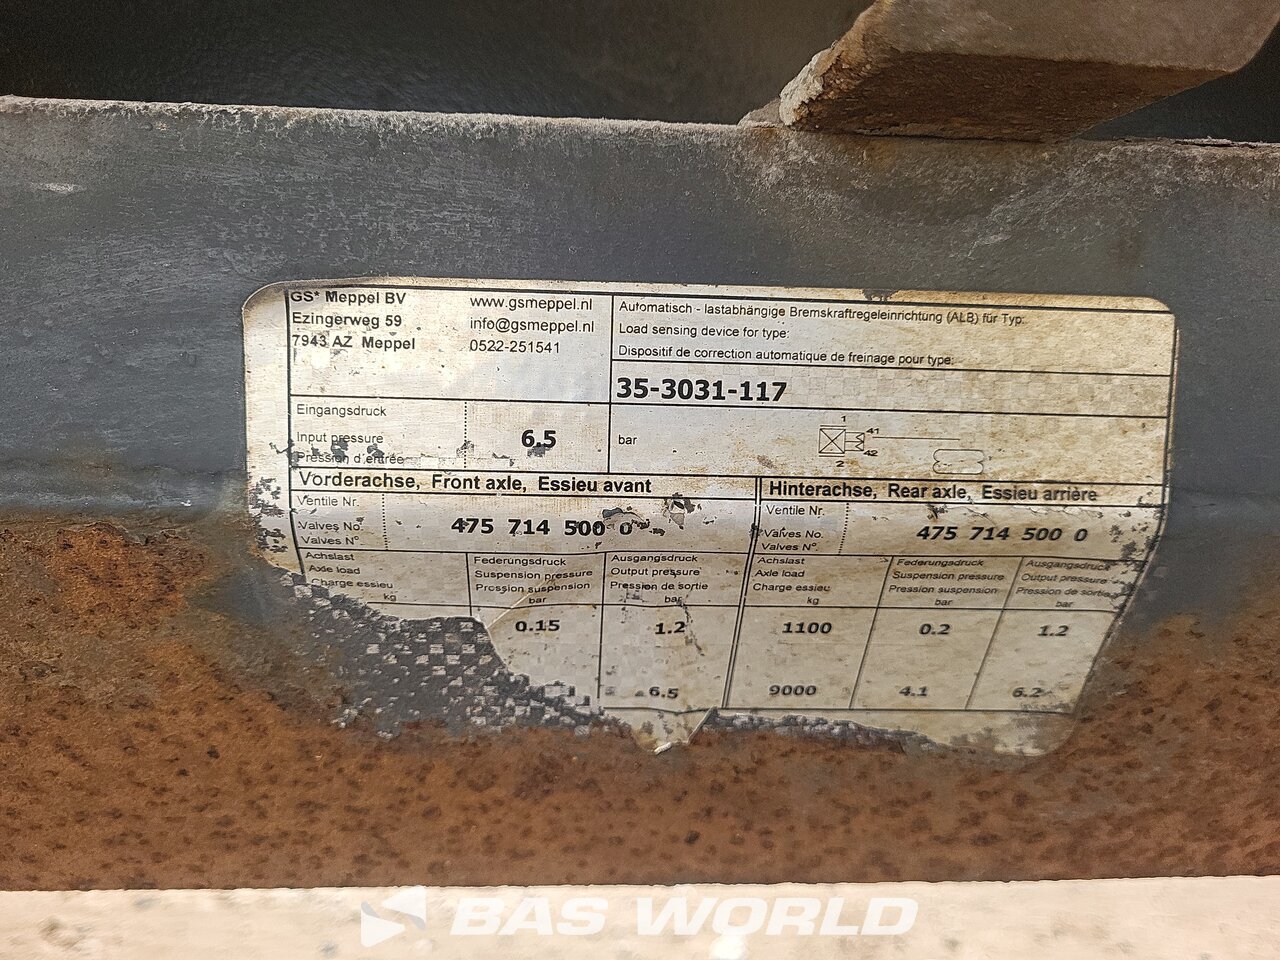 GS* Meppel BV
Ezingerweg 59
7943 AZ Meppel
www.gsmeppel.nl
info@gsmeppel.nl
0522-251541
Automatisch - lastabhängige Bremskraftregeleinrichtung (ALB) für Typ:
Load sensing device for type:
Dispositif de correction automatique de freinage pour type:
35-3031-117
Eingangsdruck
Input pressure
Pression d'entrée
6.5
bar
1
41
42
2
Vorderachse, Front axle, Essieu avant
Hinterachse, Rear axle, Essieu arrière
Ventile Nr.
Valves No.
Valves N°.
475 714 500 0
Ventile Nr.
Valves No.
Valves N°.
475 714 500 0
Achslast
Axle load
Charge essieu
kg
Federungsdruck
Suspension pressure
Pression suspension
bar
Ausgangsdruck
Output pressure
Pression de sortie
bar
Achslast
Axle load
Charge essieu
kg
Federungsdruck
Suspension pressure
Pression suspension
bar
Ausgangsdruck
Output pressure
Pression de sortie
bar
0.15 1.2 1100 0.2 1.2
6.5 9000 4.1 6.2
BAS WORLD